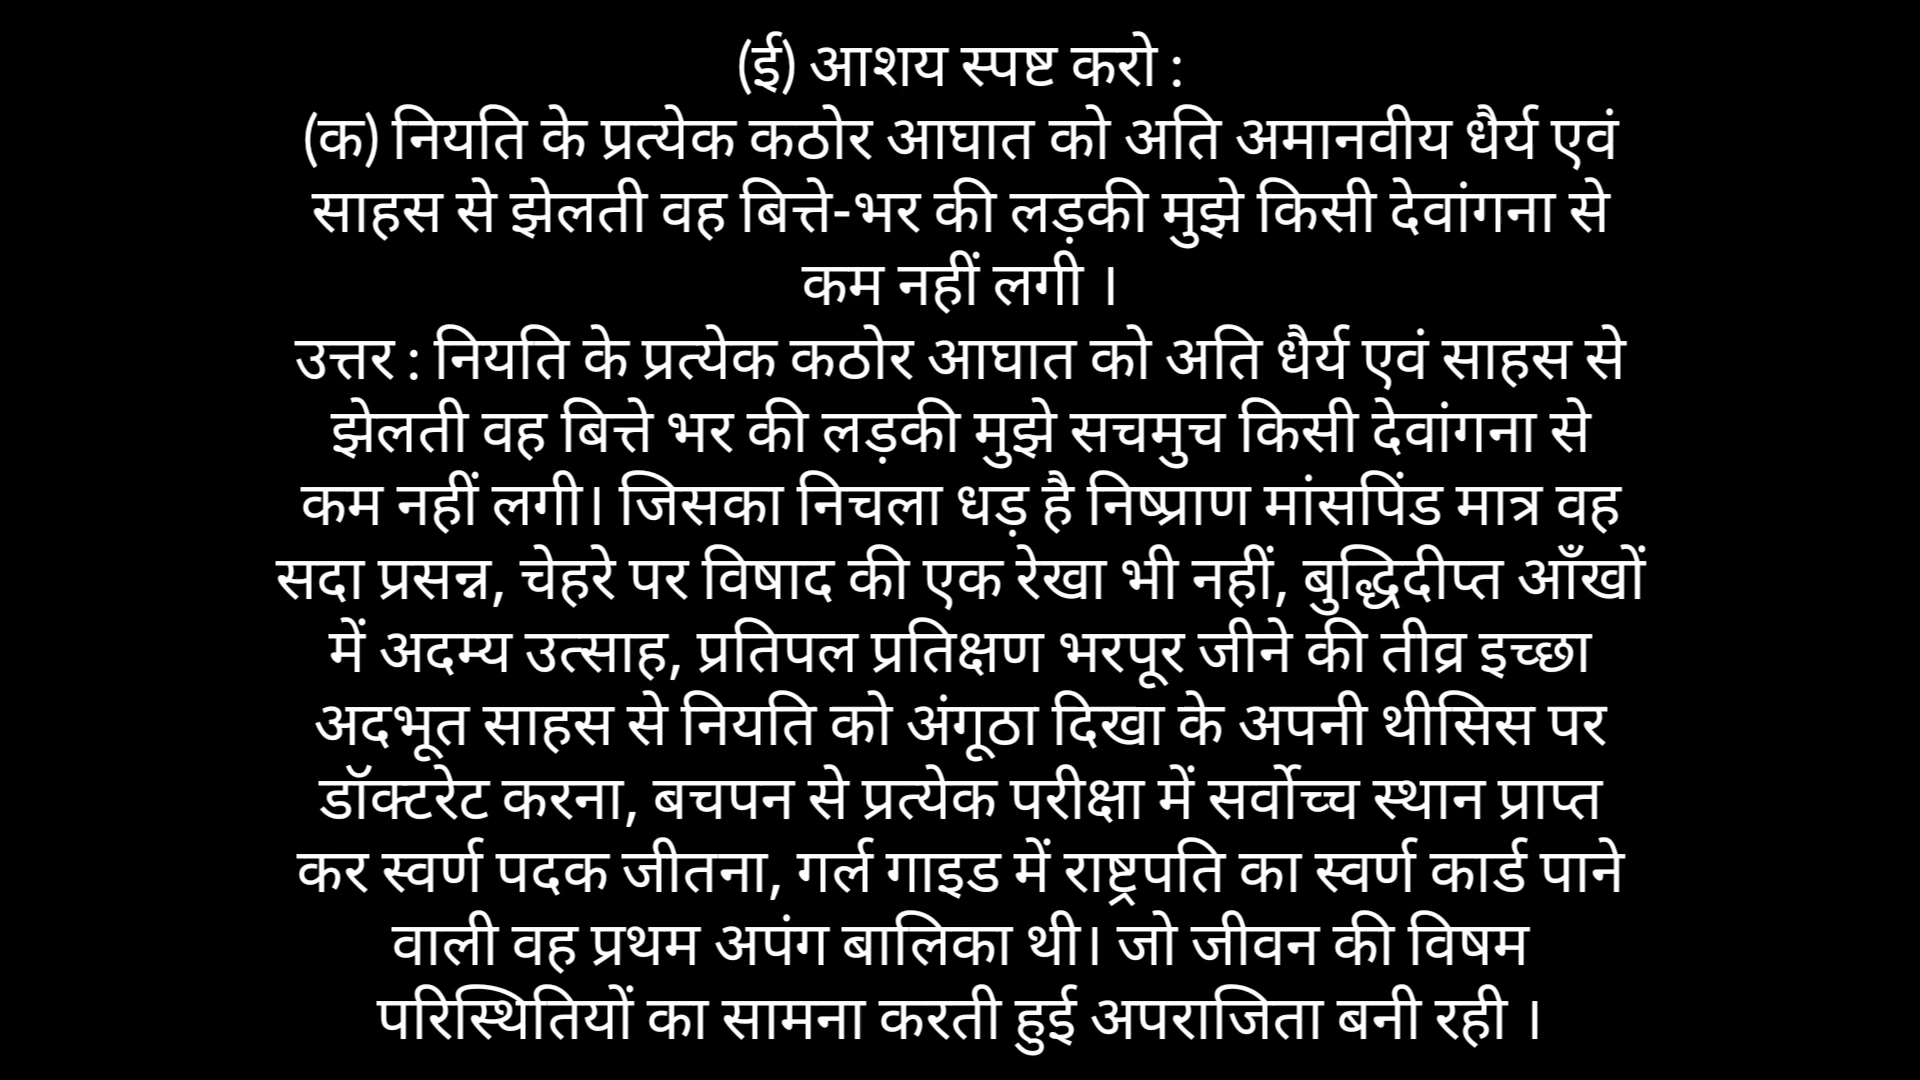 (ई) आशय स्पष्ट करो :
(क) नियति के प्रत्येक कठोर आघात को अति अमानवीय धैर्य एवं
साहस से झेलती वह बित्ते-भर की लड़की मुझे किसी देवांगना से
कम नहीं लगी ।
उत्तर : नियति के प्रत्येक कठोर आघात को अति धैर्य एवं साहस से
झेलती वह बित्ते भर की लड़की मुझे सचमुच किसी देवांगना से
कम नहीं लगी। जिसका निचला धड़ है निष्प्राण मांसपिंड मात्र वह
सदा प्रसन्न, चेहरे पर विषाद की एक रेखा भी नहीं, बुद्धिदीप्त आँखों
में अदम्य उत्साह, प्रतिपल प्रतिक्षण भरपूर जीने की तीव्र इच्छा
अदभूत साहस से नियति को अंगूठा दिखा के अपनी थीसिस पर
डॉक्टरेट करना, बचपन से प्रत्येक परीक्षा में सर्वोच्च स्थान प्राप्त
कर स्वर्ण पदक जीतना, गर्ल गाइड में राष्ट्रपति का स्वर्ण कार्ड पाने
वाली वह प्रथम अपंग बालिका थी। जो जीवन की विषम
परिस्थितियों का सामना करती हुई अपराजिता बनी रही ।